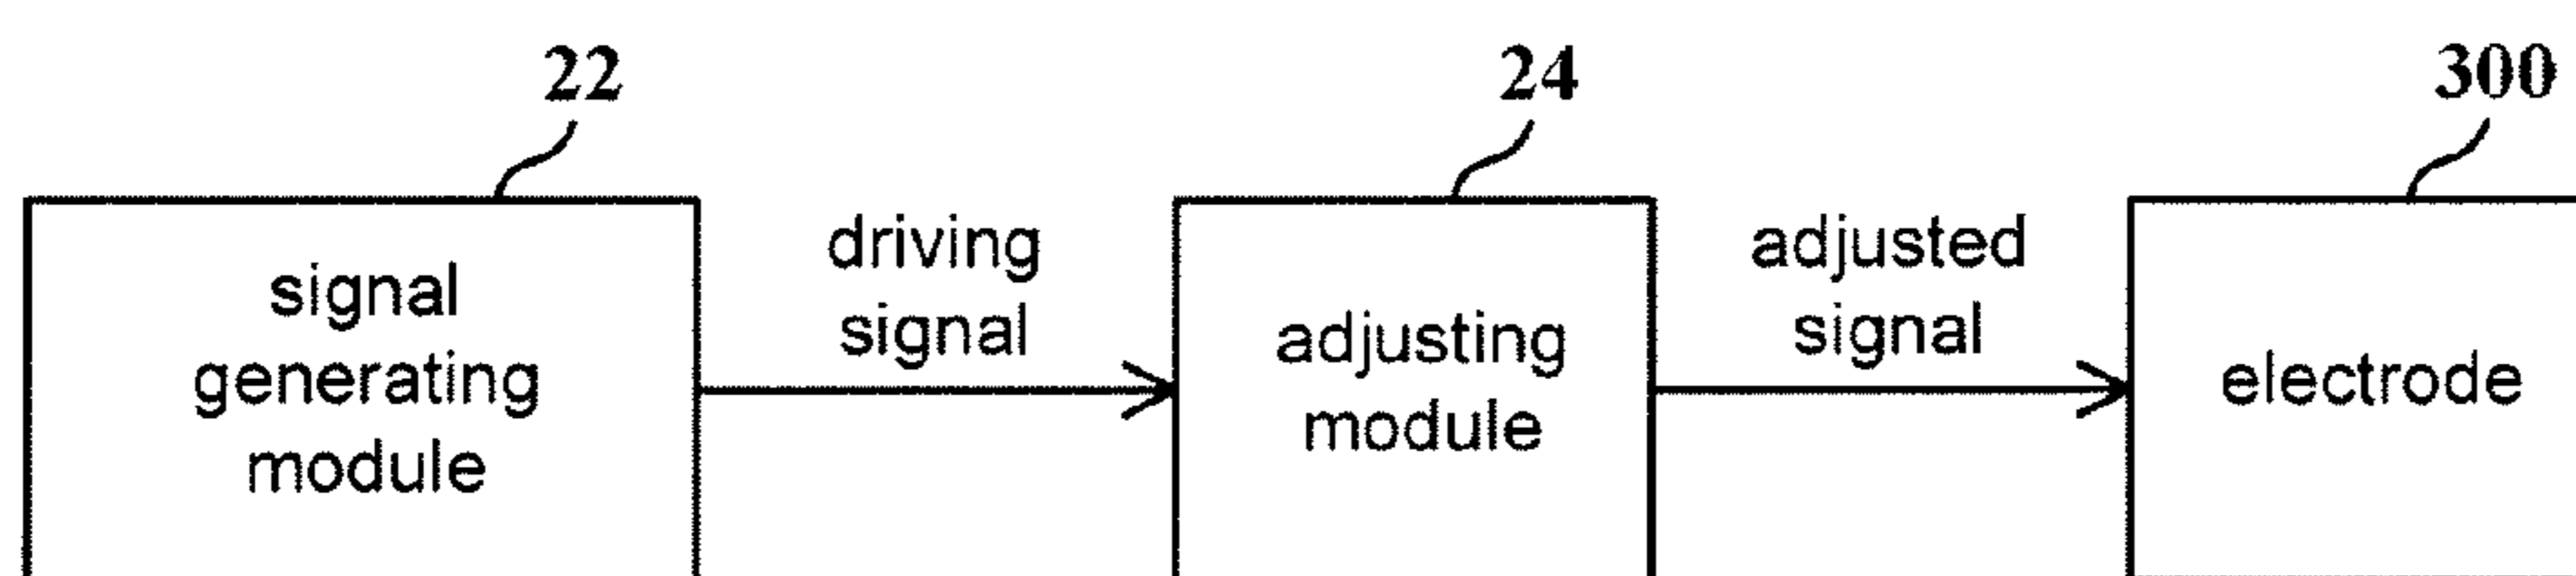 22
24
300
signal
generating
module
driving
signal
adjusting
module
adjusted
signal
electrode